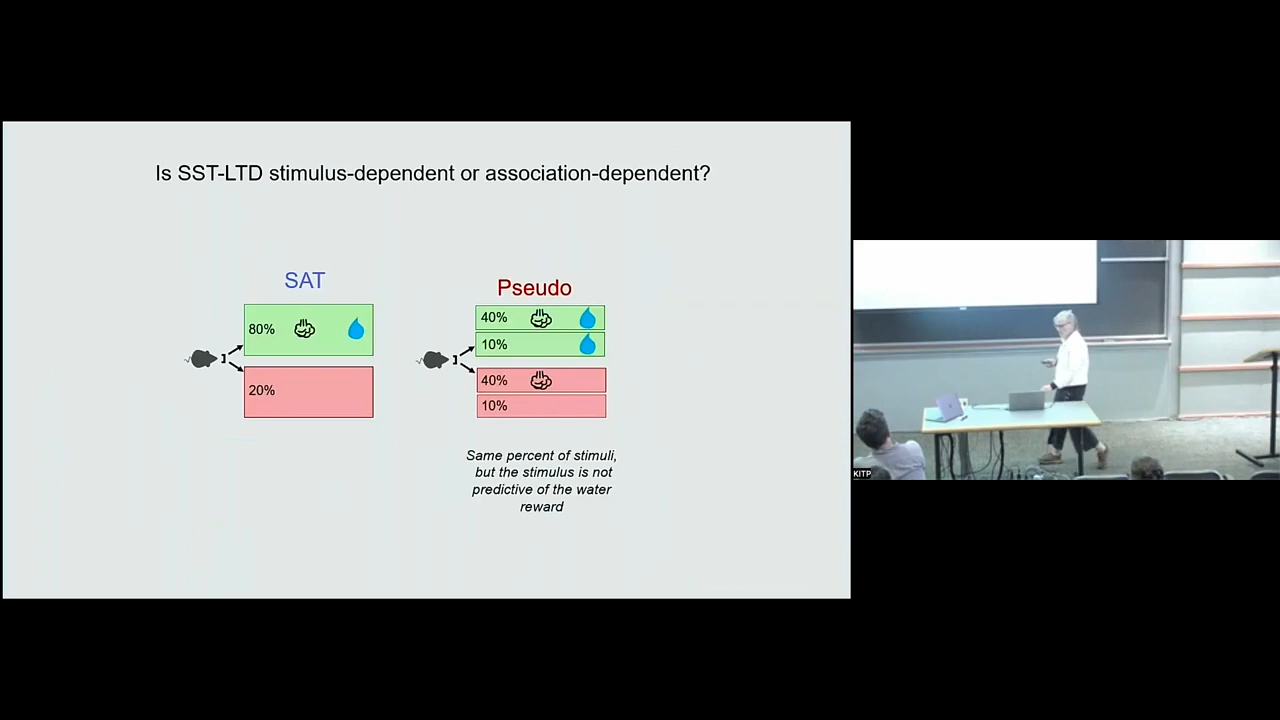 Is SST-LTD stimulus-dependent or association-dependent?
SAT
80%
20%
Pseudo
40%
10%
40%
10%
Same percent of stimuli,
but the stimulus is not
predictive of the water
reward
KITP